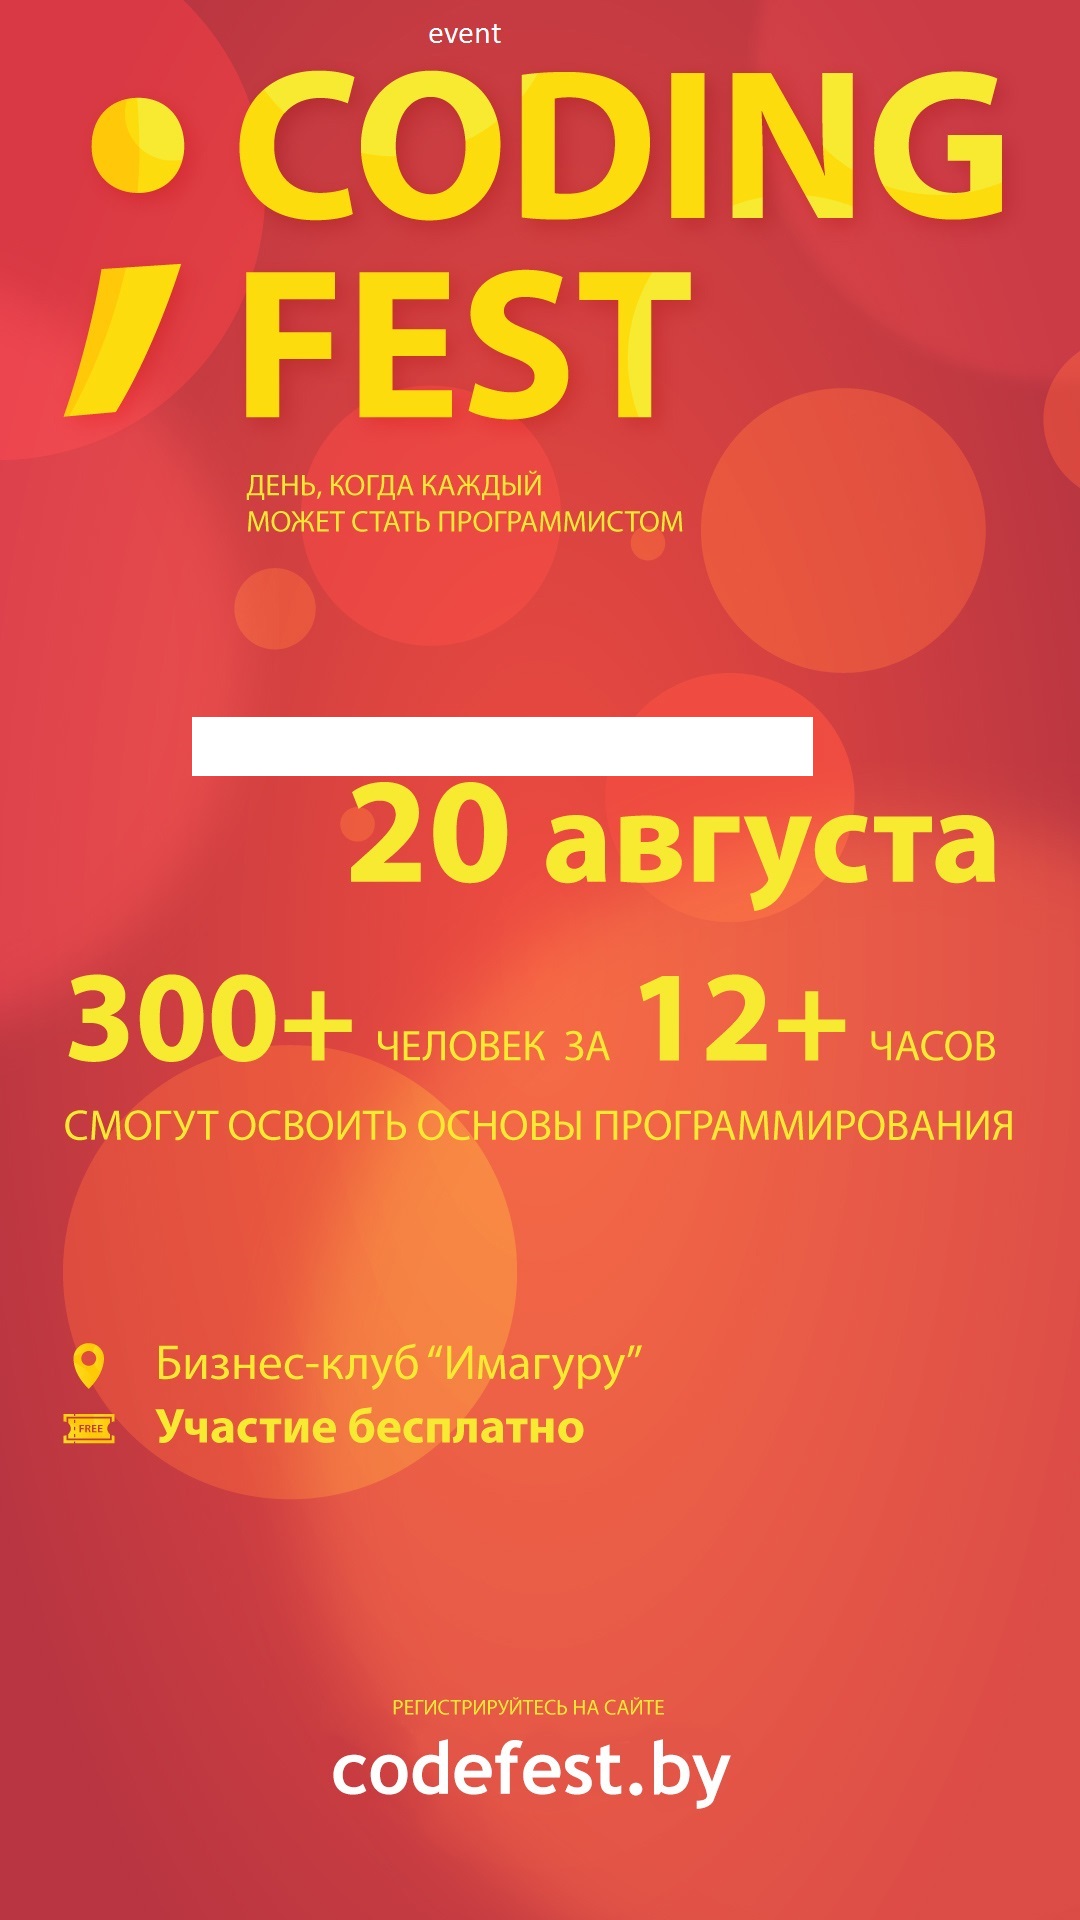 event
CODING
FEST
ДЕНЬ, КОГДА КАЖДЫЙ
МОЖЕТ СТАТЬ ПРОГРАММИСТОМ
20 августа
300+ ЧЕЛОВЕК ЗА 12+ ЧАСОВ
СМОГУТ ОСВОИТЬ ОСНОВЫ ПРОГРАММИРОВАНИЯ
Бизнес-клуб “Имагуру”
FREE Участие бесплатно
РЕГИСТРИРУЙТЕСЬ НА САЙТЕ
codefest.by